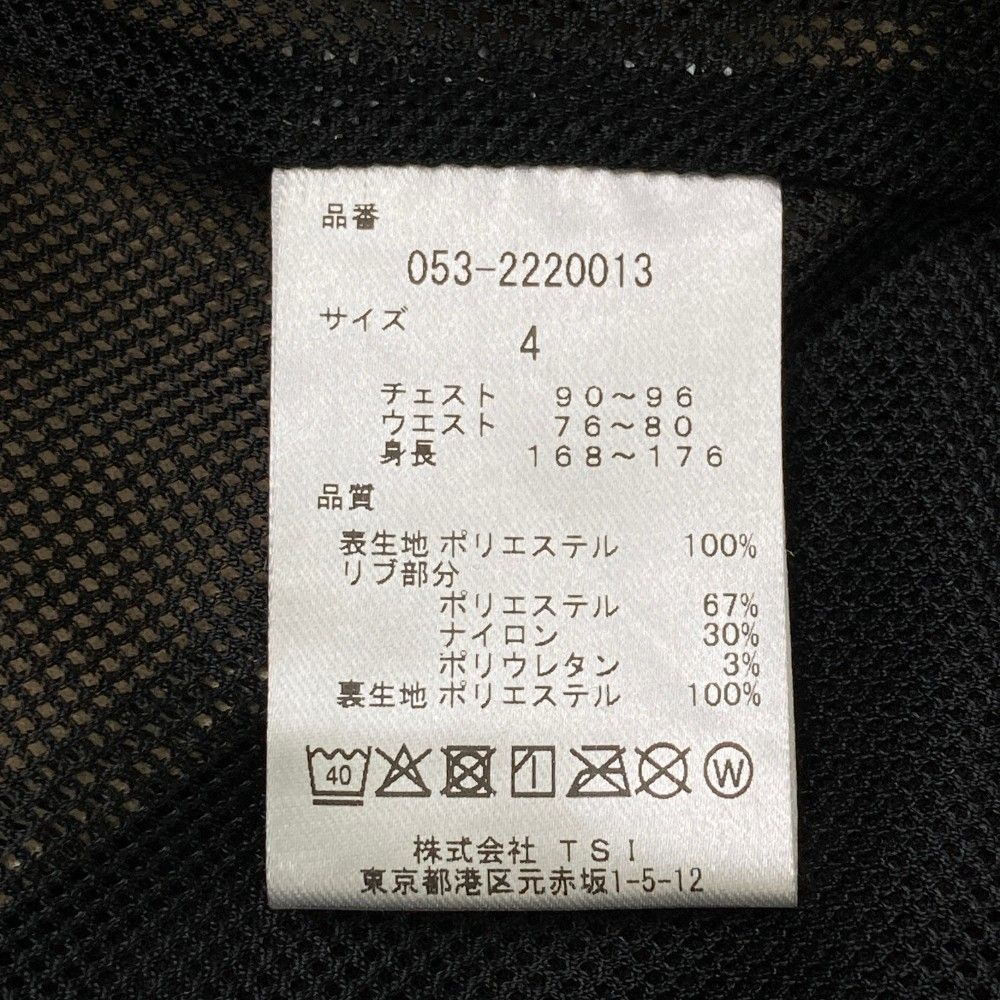 品番
053-2220013
サイズ
4
チェスト 90～96
ウエスト 76～80
身長 168～176
品質
表生地 ポリエステル 100%
リブ部分
ポリエステル 67%
ナイロン 30%
ポリウレタン 3%
裏生地 ポリエステル 100%
40 W
株式会社 TSI
東京都港区元赤坂1-5-12